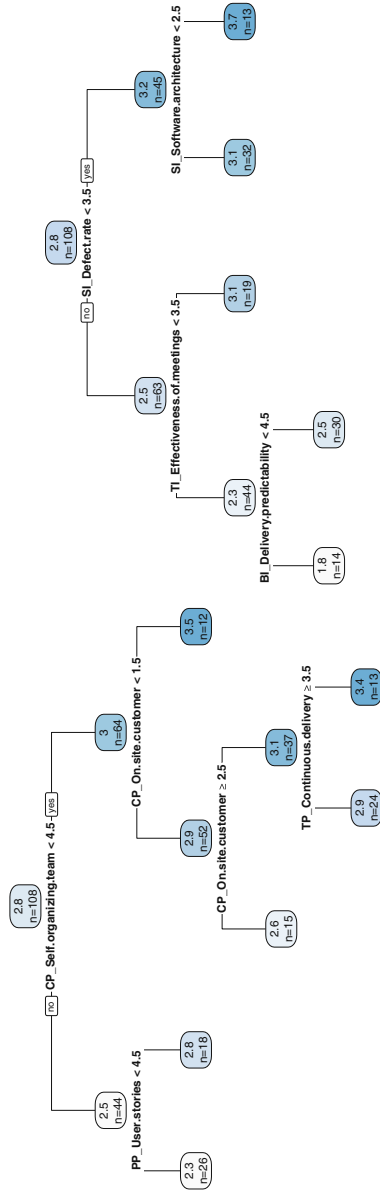 2.8
n=108
no
CP_Self.organizing.team < 4.5
yes
2.5
n=44
3
n=64
PP_User.stories < 4.5
CP_On.site.customer < 1.5
2.3
n=26
2.8
n=18
2.9
n=52
3.5
n=12
CP_On.site.customer ≥ 2.5
2.6
n=15
3.1
n=37
TP_Continuous.delivery ≥ 3.5
2.9
n=24
3.4
n=13
2.8
n=108
no
SI_Defect.rate < 3.5
yes
2.5
n=63
3.2
n=45
TI_Effectiveness.of.meetings < 3.5
SI_Software.architecture < 2.5
2.3
n=44
3.1
n=19
3.1
n=32
3.7
n=13
BI_Delivery.predictability < 4.5
1.8
n=14
2.5
n=30